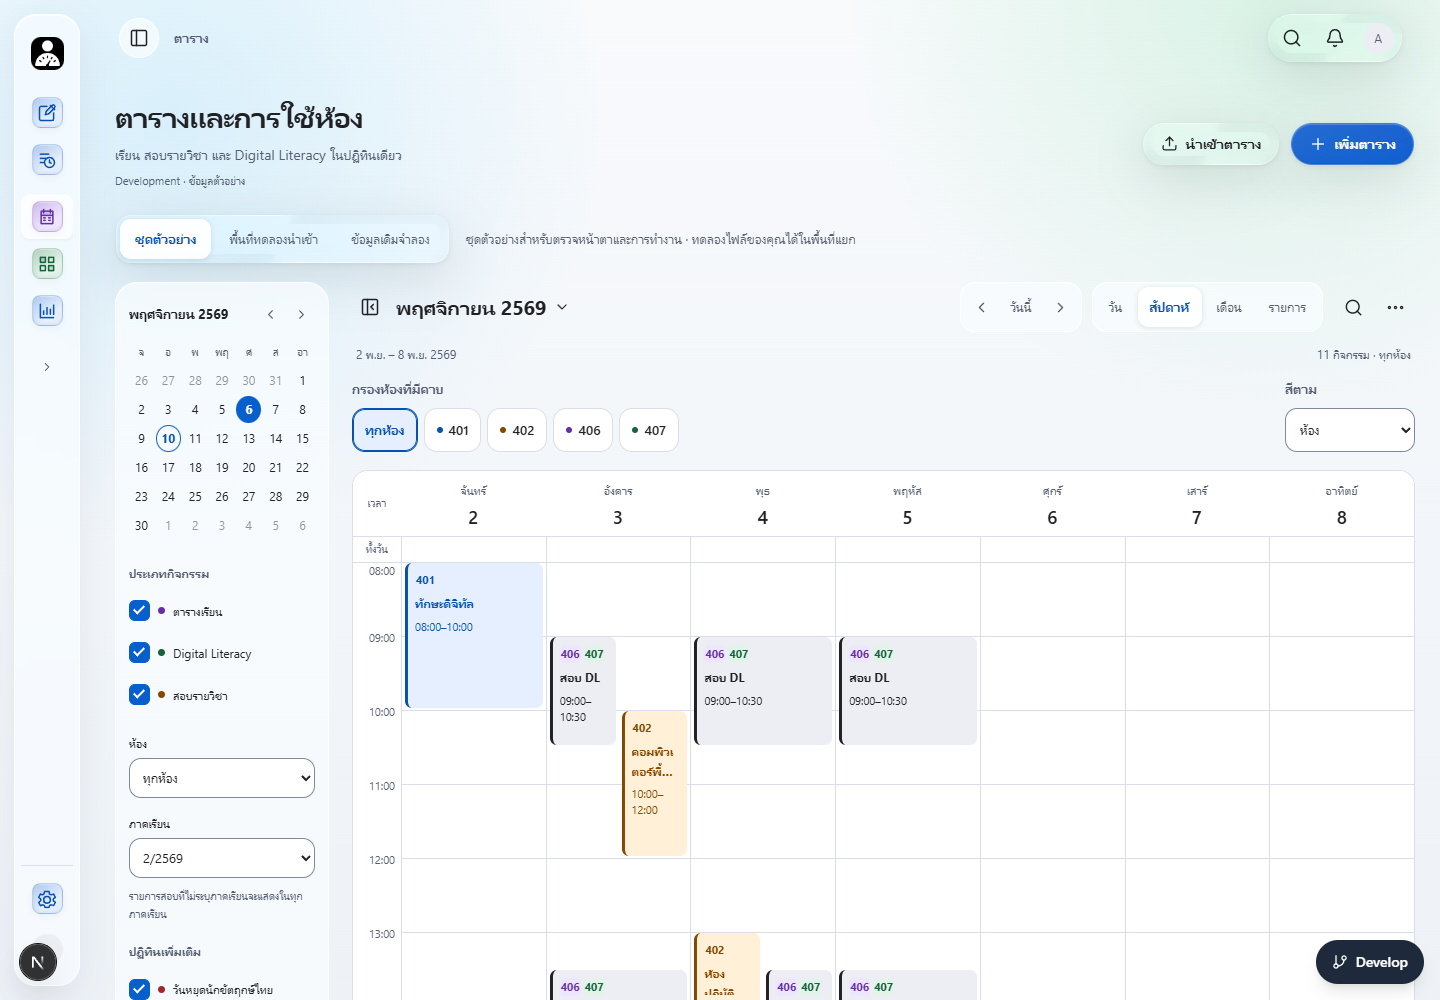 ตาราง
A
ตารางและการใช้ห้อง
เรียน สอบรายวิชา และ Digital Literacy ในปฏิทินเดียว
Development · ข้อมูลตัวอย่าง
นำเข้าตาราง
เพิ่มตาราง
ชุดตัวอย่าง
พื้นที่ทดลองนำเข้า
ข้อมูลเดิมจำลอง
ชุดตัวอย่างสำหรับตรวจหน้าตาและการทำงาน · ทดลองไฟล์ของคุณได้ในพื้นที่แยก
พฤศจิกายน 2569
จ อ พ พฤ ศ ส อา
26 27 28 29 30 31 1
2 3 4 5 6 7 8
9 10 11 12 13 14 15
16 17 18 19 20 21 22
23 24 25 26 27 28 29
30 1 2 3 4 5 6
ประเภทกิจกรรม
ตารางเรียน
Digital Literacy
สอบรายวิชา
ห้อง
ทุกห้อง
ภาคเรียน
2/2569
รายการสอบที่ไม่ระบุภาคเรียนจะแสดงในทุก
ภาคเรียน
ปฏิทินเพิ่มเติม
วันหยุดนักขัตฤกษ์ไทย
พฤศจิกายน 2569
วันนี้
วัน
สัปดาห์
เดือน
รายการ
2 พ.ย. – 8 พ.ย. 2569
11 กิจกรรม · ทุกห้อง
กรองห้องที่มีคาบ
สีตาม
ทุกห้อง
401
402
406
407
ห้อง
เวลา
จันทร์
2
อังคาร
3
พุธ
4
พฤหัส
5
ศุกร์
6
เสาร์
7
อาทิตย์
8
ทั้งวัน
08:00
401
ทักษะดิจิทัล
08:00–10:00
09:00
406 407
สอบ DL
09:00–
10:30
406 407
สอบ DL
09:00–10:30
406 407
สอบ DL
09:00–10:30
10:00
402
คอมพิวเ
ตอร์พื้...
10:00–
12:00
11:00
12:00
13:00
402
ห้อง
ปฏิบัติ
406 407
406 407
406 407
N
Develop